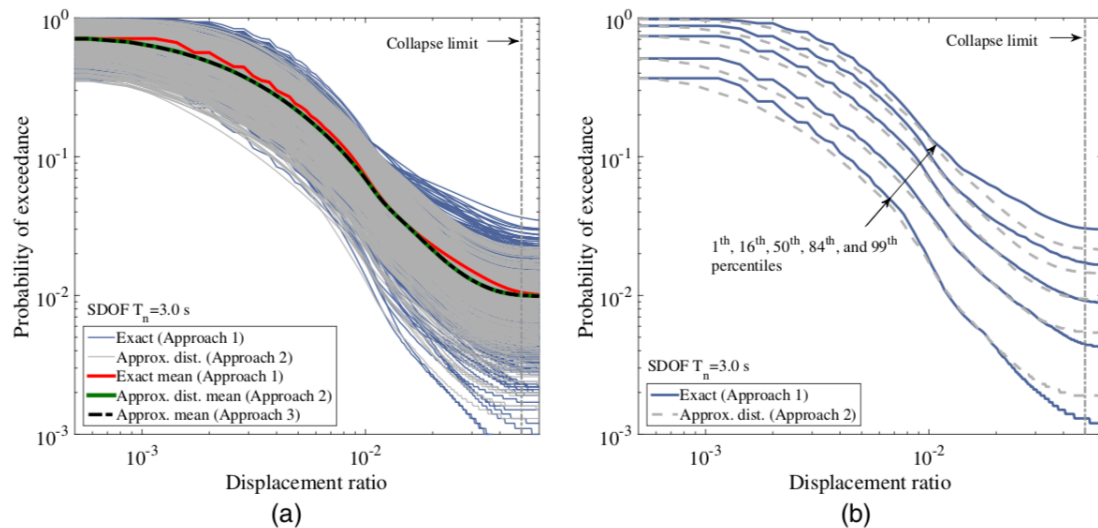 10^0
10^-1
10^-2
10^-3
Probability of exceedance
Collapse limit
SDOF T_n=3.0 s
Exact (Approach 1)
Approx. dist. (Approach 2)
Exact mean (Approach 1)
Approx. dist. mean (Approach 2)
Approx. mean (Approach 3)
10^-3 10^-2
Displacement ratio
(a)
10^0
10^-1
10^-2
10^-3
Probability of exceedance
Collapse limit
1^th, 16^th, 50^th, 84^th, and 99^th
percentiles
SDOF T_n=3.0 s
Exact (Approach 1)
Approx. dist. (Approach 2)
10^-3 10^-2
Displacement ratio
(b)